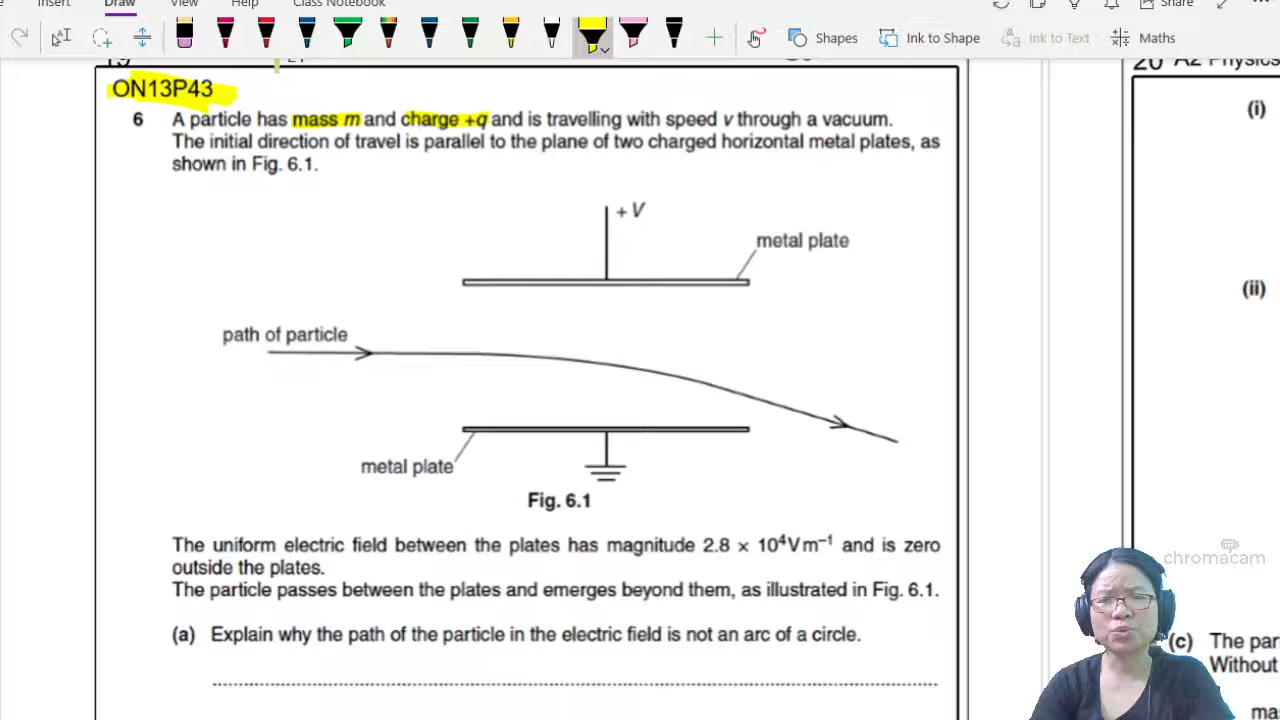 Insert Draw View Help Class Notebook Share
Shapes Ink to Shape Ink to Text Maths
19
20 A2 Physics
ON13P43
6 A particle has mass m and charge +q and is travelling with speed v through a vacuum.
The initial direction of travel is parallel to the plane of two charged horizontal metal plates, as
shown in Fig. 6.1.
+V
metal plate
path of particle
metal plate
Fig. 6.1
The uniform electric field between the plates has magnitude 2.8 × 10⁴ V m⁻¹ and is zero
outside the plates.
The particle passes between the plates and emerges beyond them, as illustrated in Fig. 6.1.
(a) Explain why the path of the particle in the electric field is not an arc of a circle.
(i)
(ii)
chromacam
(c) The par
Without
ma